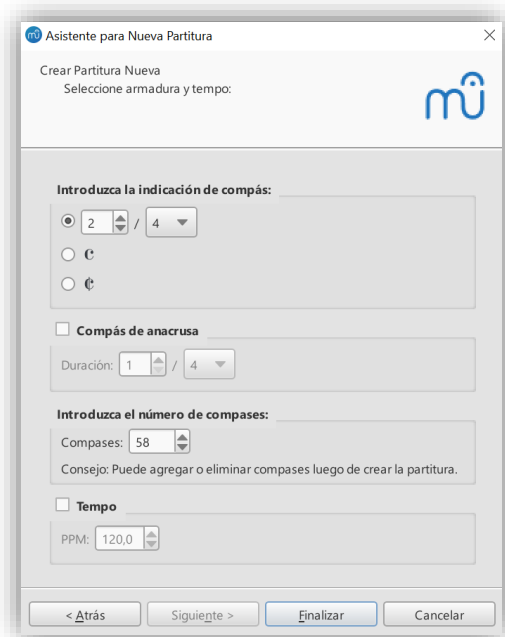 Asistente para Nueva Partitura
Crear Partitura Nueva
Seleccione armadura y tempo:
Introduzca la indicación de compás:
2 / 4
Compás de anacrusa
Duración: 1 / 4
Introduzca el número de compases:
Compases: 58
Consejo: Puede agregar o eliminar compases luego de crear la partitura.
Tempo
PPM: 120,0
< Atrás Siguiente > Finalizar Cancelar